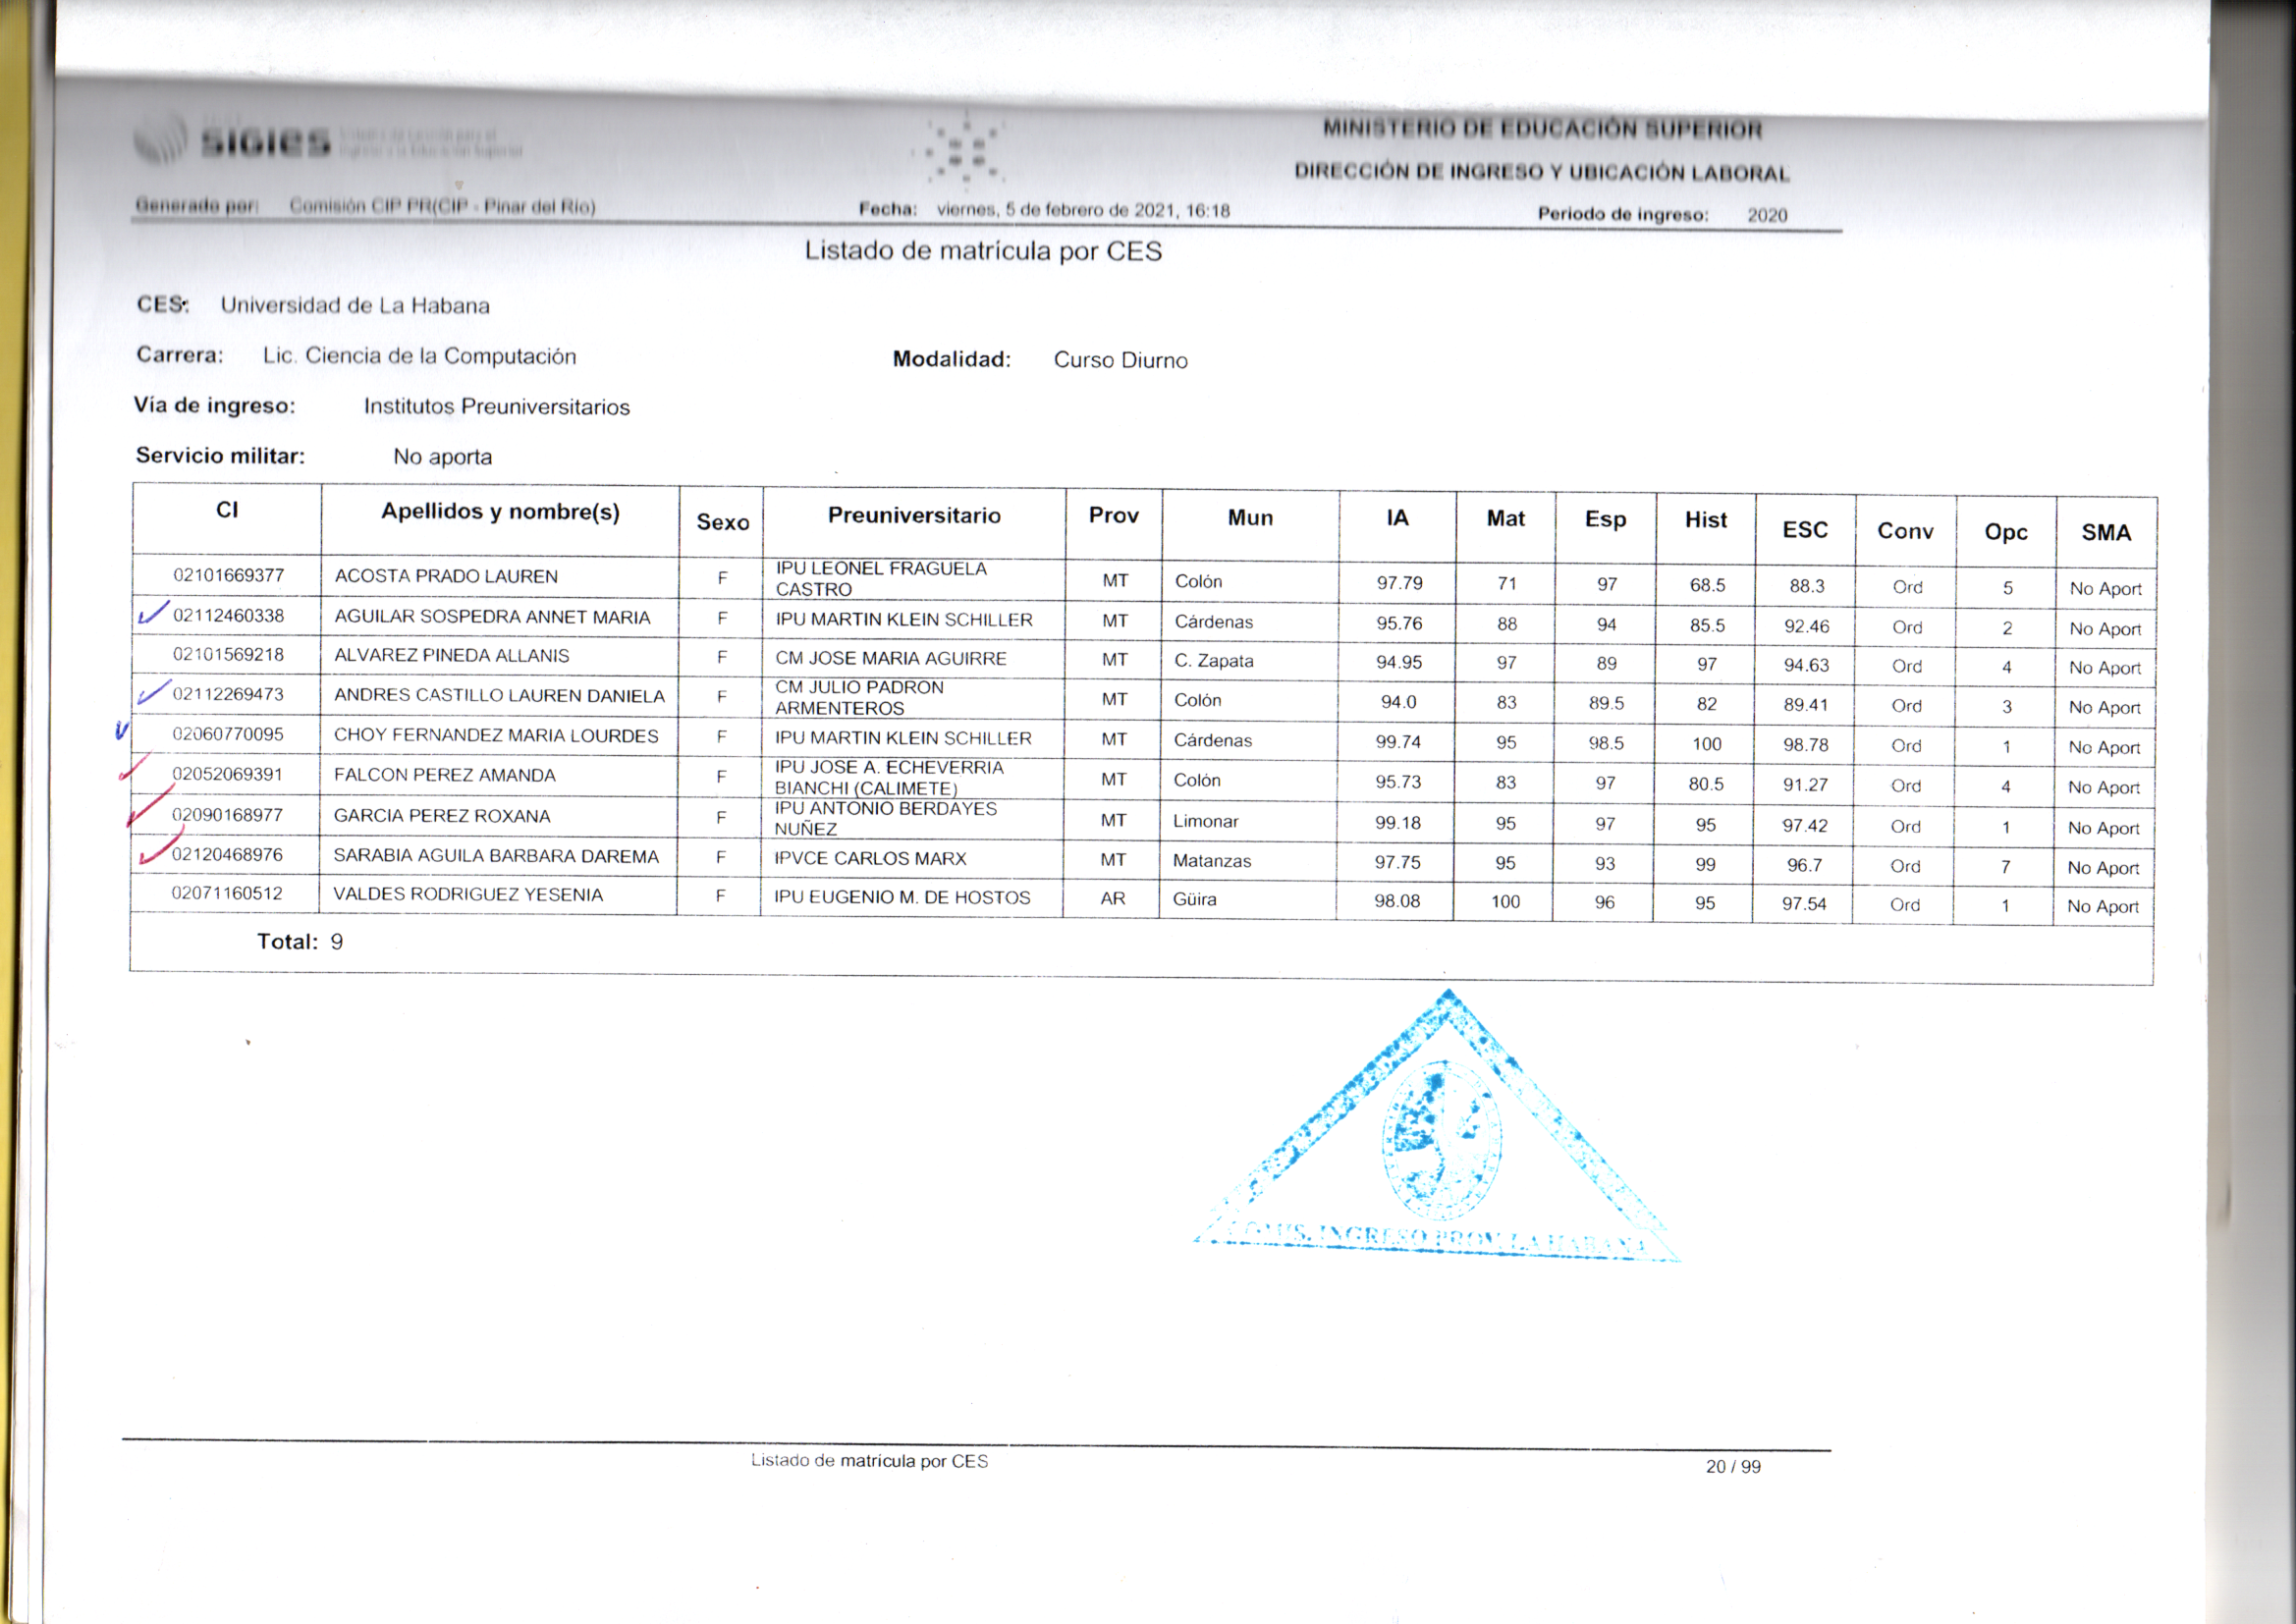 sigies
Generado por: Comisión CIP PR(CIP - Pinar del Río) Fecha: viernes, 5 de febrero de 2021, 16:18 Periodo de ingreso: 2020
MINISTERIO DE EDUCACIÓN SUPERIOR
DIRECCIÓN DE INGRESO Y UBICACIÓN LABORAL
Listado de matrícula por CES
CES: Universidad de La Habana
Carrera: Lic. Ciencia de la Computación Modalidad: Curso Diurno
Vía de ingreso: Institutos Preuniversitarios
Servicio militar: No aporta
CI Apellidos y nombre(s) Sexo Preuniversitario Prov Mun IA Mat Esp Hist ESC Conv Opc SMA
02101669377 ACOSTA PRADO LAUREN F IPU LEONEL FRAGUELA CASTRO MT Colón 97.79 71 97 68.5 88.3 Ord 5 No Aport
02112460338 AGUILAR SOSPEDRA ANNET MARIA F IPU MARTIN KLEIN SCHILLER MT Cárdenas 95.76 88 94 85.5 92.46 Ord 2 No Aport
02101569218 ALVAREZ PINEDA ALLANIS F CM JOSE MARIA AGUIRRE MT C. Zapata 94.95 97 89 97 94.63 Ord 4 No Aport
02112269473 ANDRES CASTILLO LAUREN DANIELA F CM JULIO PADRON ARMENTEROS MT Colón 94.0 83 89.5 82 89.41 Ord 3 No Aport
02060770095 CHOY FERNANDEZ MARIA LOURDES F IPU MARTIN KLEIN SCHILLER MT Cárdenas 99.74 95 98.5 100 98.78 Ord 1 No Aport
02052069391 FALCON PEREZ AMANDA F IPU JOSE A. ECHEVERRIA BIANCHI (CALIMETE) MT Colón 95.73 83 97 80.5 91.27 Ord 4 No Aport
02090168977 GARCIA PEREZ ROXANA F IPU ANTONIO BERDAYES NUÑEZ MT Limonar 99.18 95 97 95 97.42 Ord 1 No Aport
02120468976 SARABIA AGUILA BARBARA DAREMA F IPVCE CARLOS MARX MT Matanzas 97.75 95 93 99 96.7 Ord 7 No Aport
02071160512 VALDES RODRIGUEZ YESENIA F IPU EUGENIO M. DE HOSTOS AR Güira 98.08 100 96 95 97.54 Ord 1 No Aport
Total: 9
COMIS. INGRESO PROV. LA HABANA
Listado de matrícula por CES 20 / 99